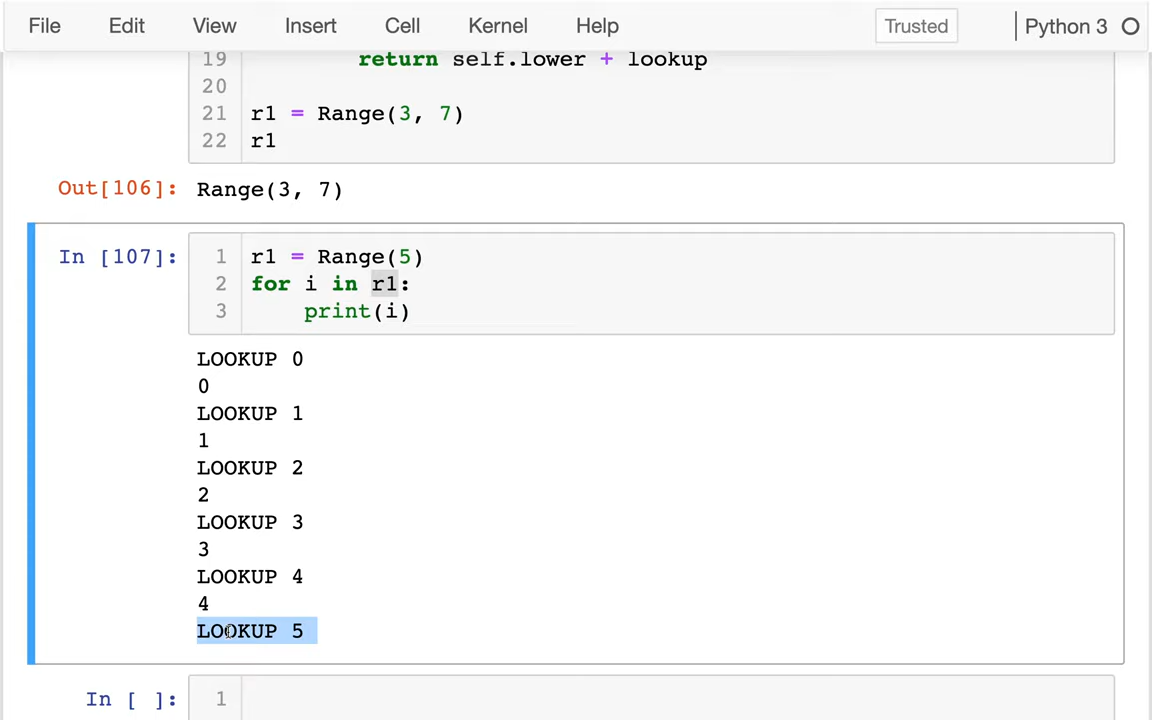 File Edit View Insert Cell Kernel Help Trusted Python 3
19 return self.lower + lookup
20
21 r1 = Range(3, 7)
22 r1
Out[106]: Range(3, 7)
In [107]: 1 r1 = Range(5)
2 for i in r1:
3 print(i)
LOOKUP 0
0
LOOKUP 1
1
LOOKUP 2
2
LOOKUP 3
3
LOOKUP 4
4
LOOKUP 5
In [ ]: 1